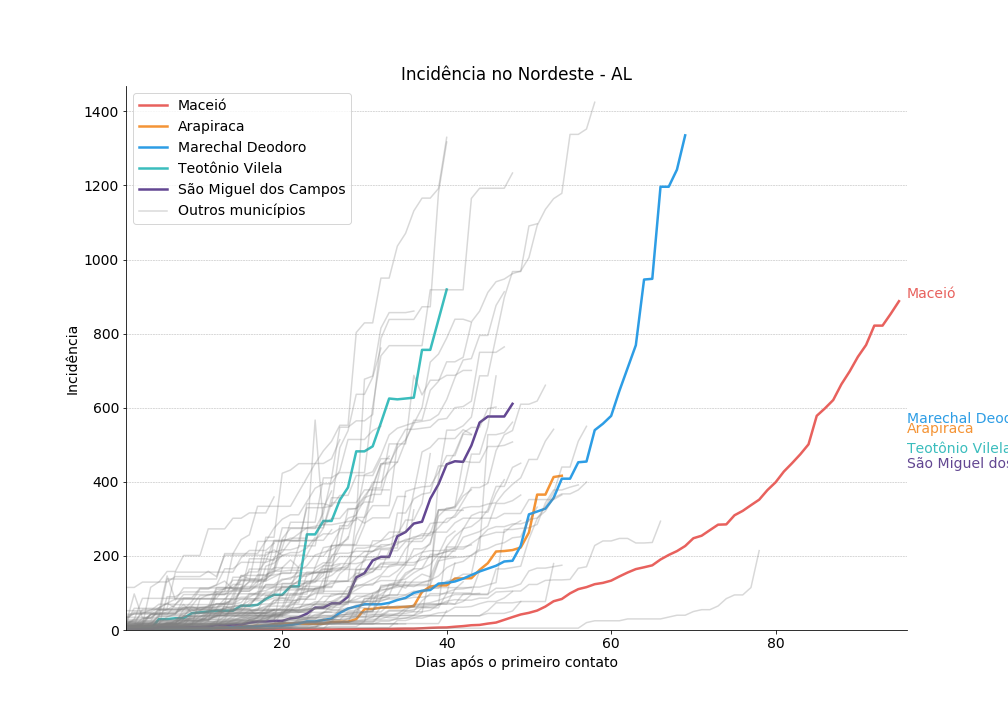 Incidência no Nordeste - AL
Maceió
Arapiraca
Marechal Deodoro
Teotônio Vilela
São Miguel dos Campos
Outros municípios
1400
1200
1000
800
600
400
200
0
Incidência
20
40
60
80
Dias após o primeiro contato
Maceió
Marechal Deod
Arapiraca
Teotônio Vilela
São Miguel dos